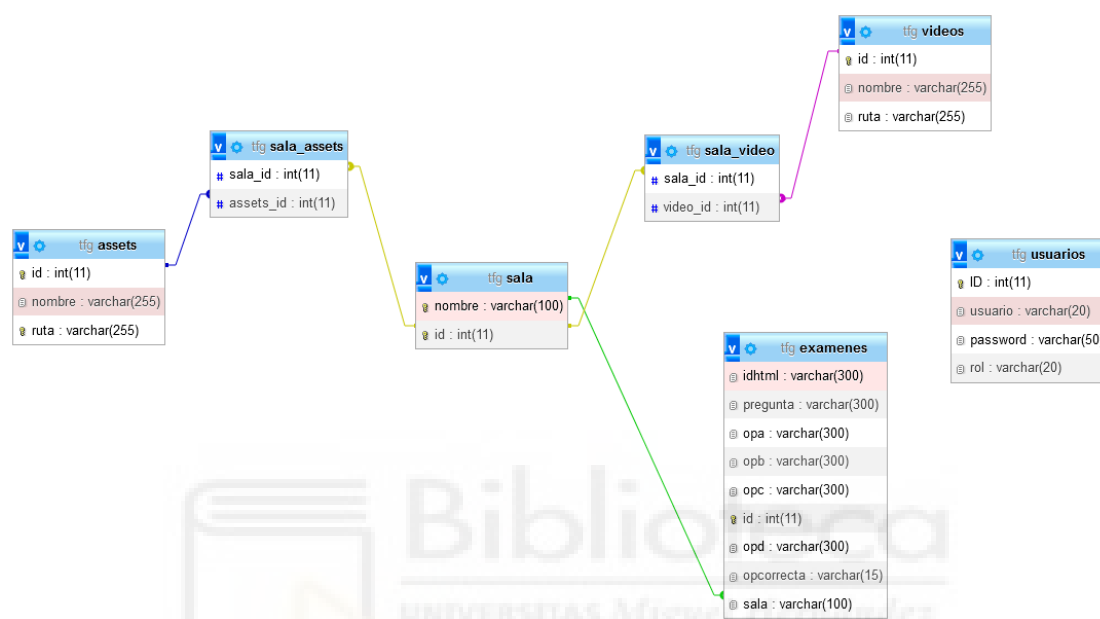 v tfg videos
id : int(11)
nombre : varchar(255)
ruta : varchar(255)
v tfg sala_assets
# sala_id : int(11)
# assets_id : int(11)
v tfg sala_video
# sala_id : int(11)
# video_id : int(11)
v tfg assets
id : int(11)
nombre : varchar(255)
ruta : varchar(255)
v tfg sala
nombre : varchar(100)
id : int(11)
v tfg usuarios
ID : int(11)
usuario : varchar(20)
password : varchar(50
rol : varchar(20)
v tfg examenes
idhtml : varchar(300)
pregunta : varchar(300)
opa : varchar(300)
opb : varchar(300)
opc : varchar(300)
id : int(11)
opd : varchar(300)
opcorrecta : varchar(15)
sala : varchar(100)
Biblioteca
UNIVERSITAS Miguel Hernández